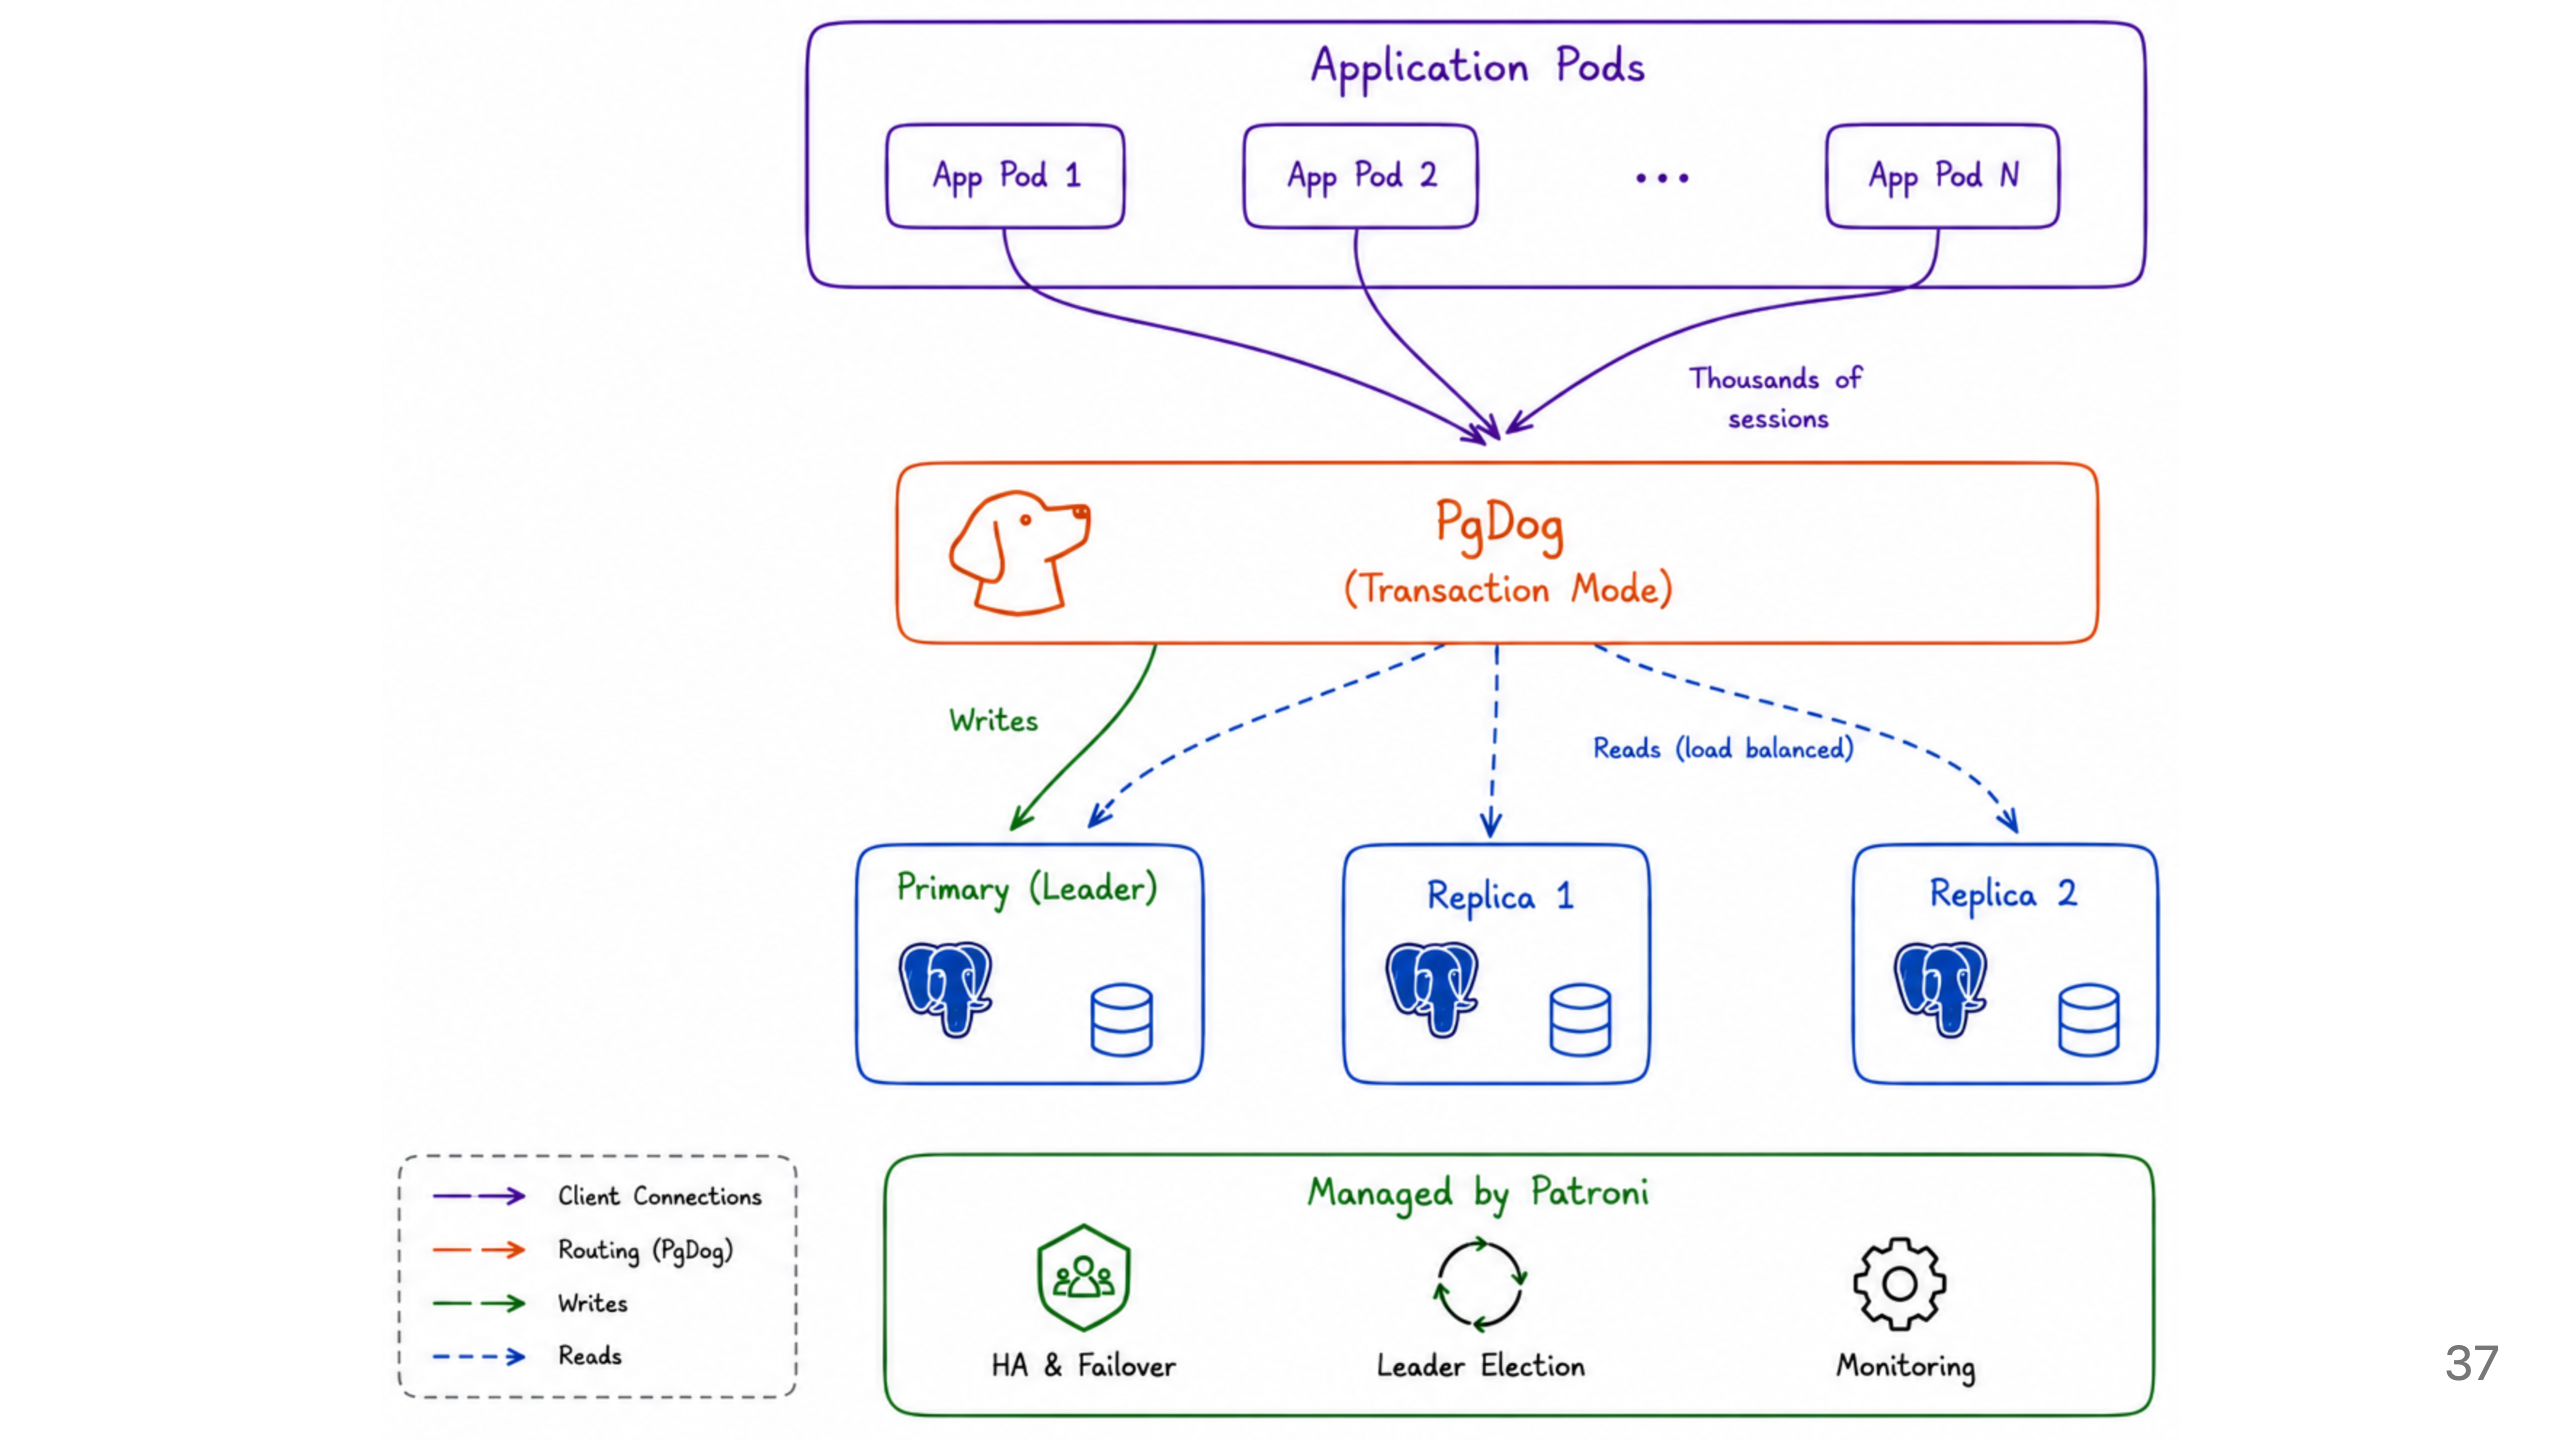 Application Pods
App Pod 1
App Pod 2
...
App Pod N
Thousands of
sessions
PgDog
(Transaction Mode)
Writes
Reads (load balanced)
Primary (Leader)
Replica 1
Replica 2
Client Connections
Routing (PgDog)
Writes
Reads
Managed by Patroni
HA & Failover
Leader Election
Monitoring
37